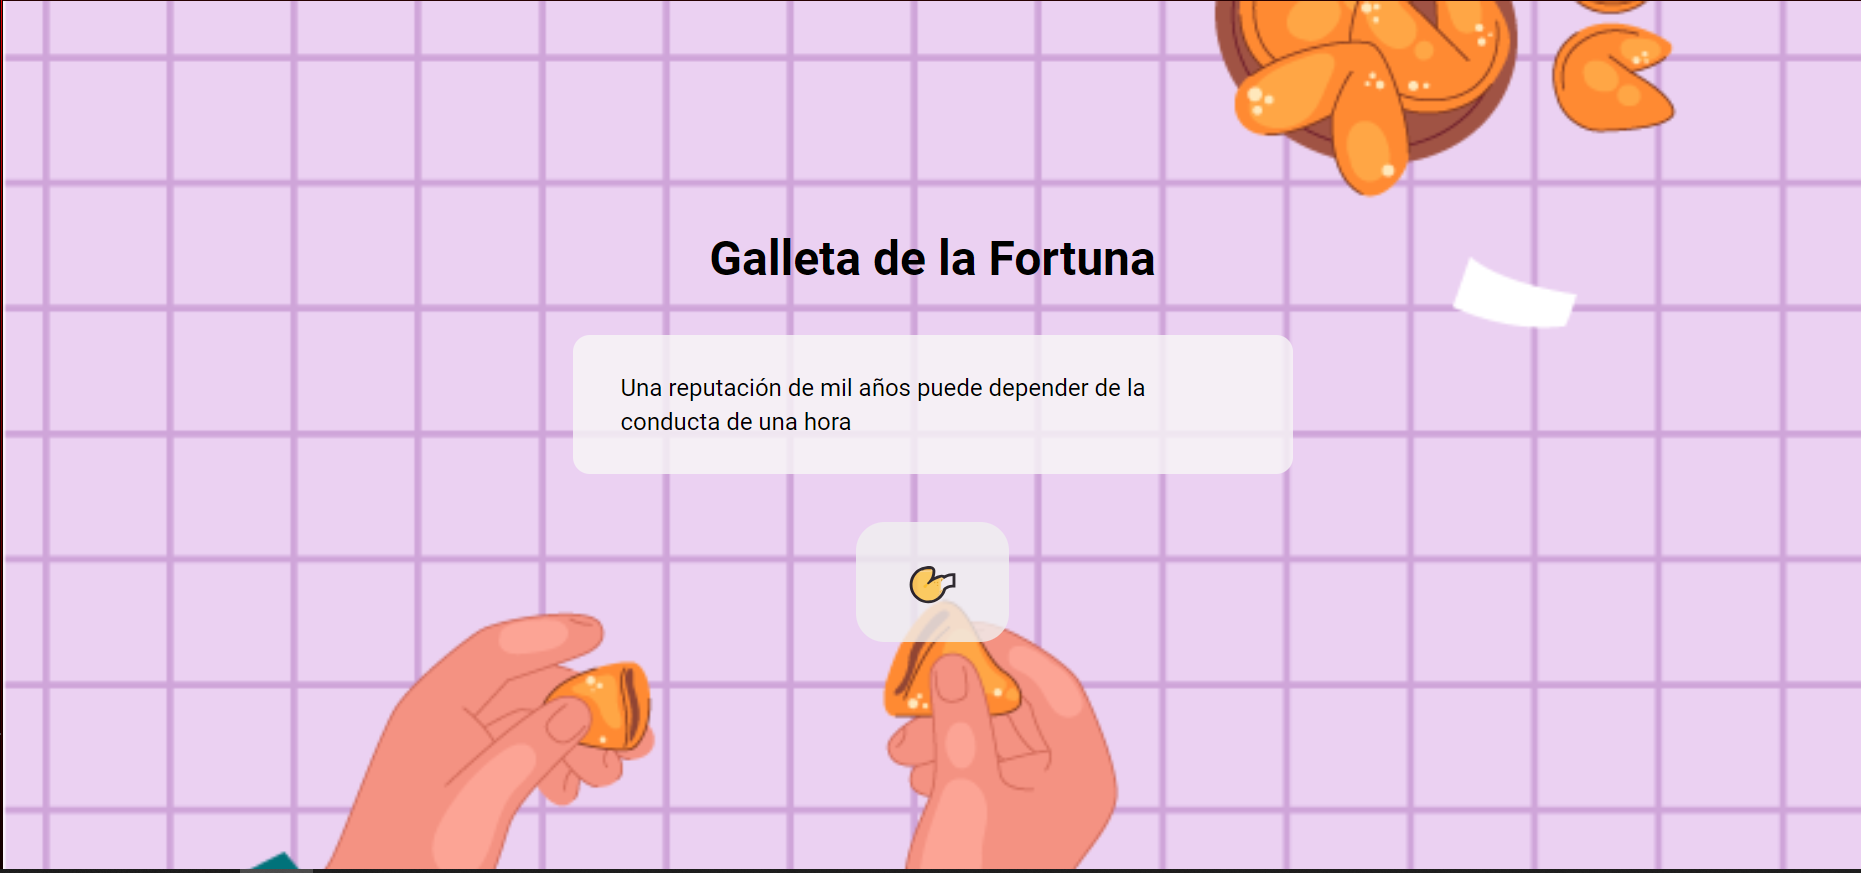 Galleta de la Fortuna
Una reputación de mil años puede depender de la
conducta de una hora